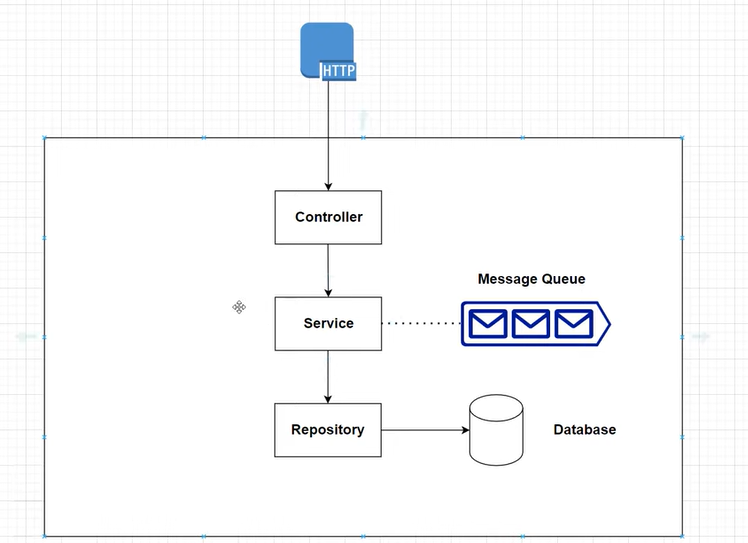 HTTP
Controller
Message Queue
Service
Repository
Database